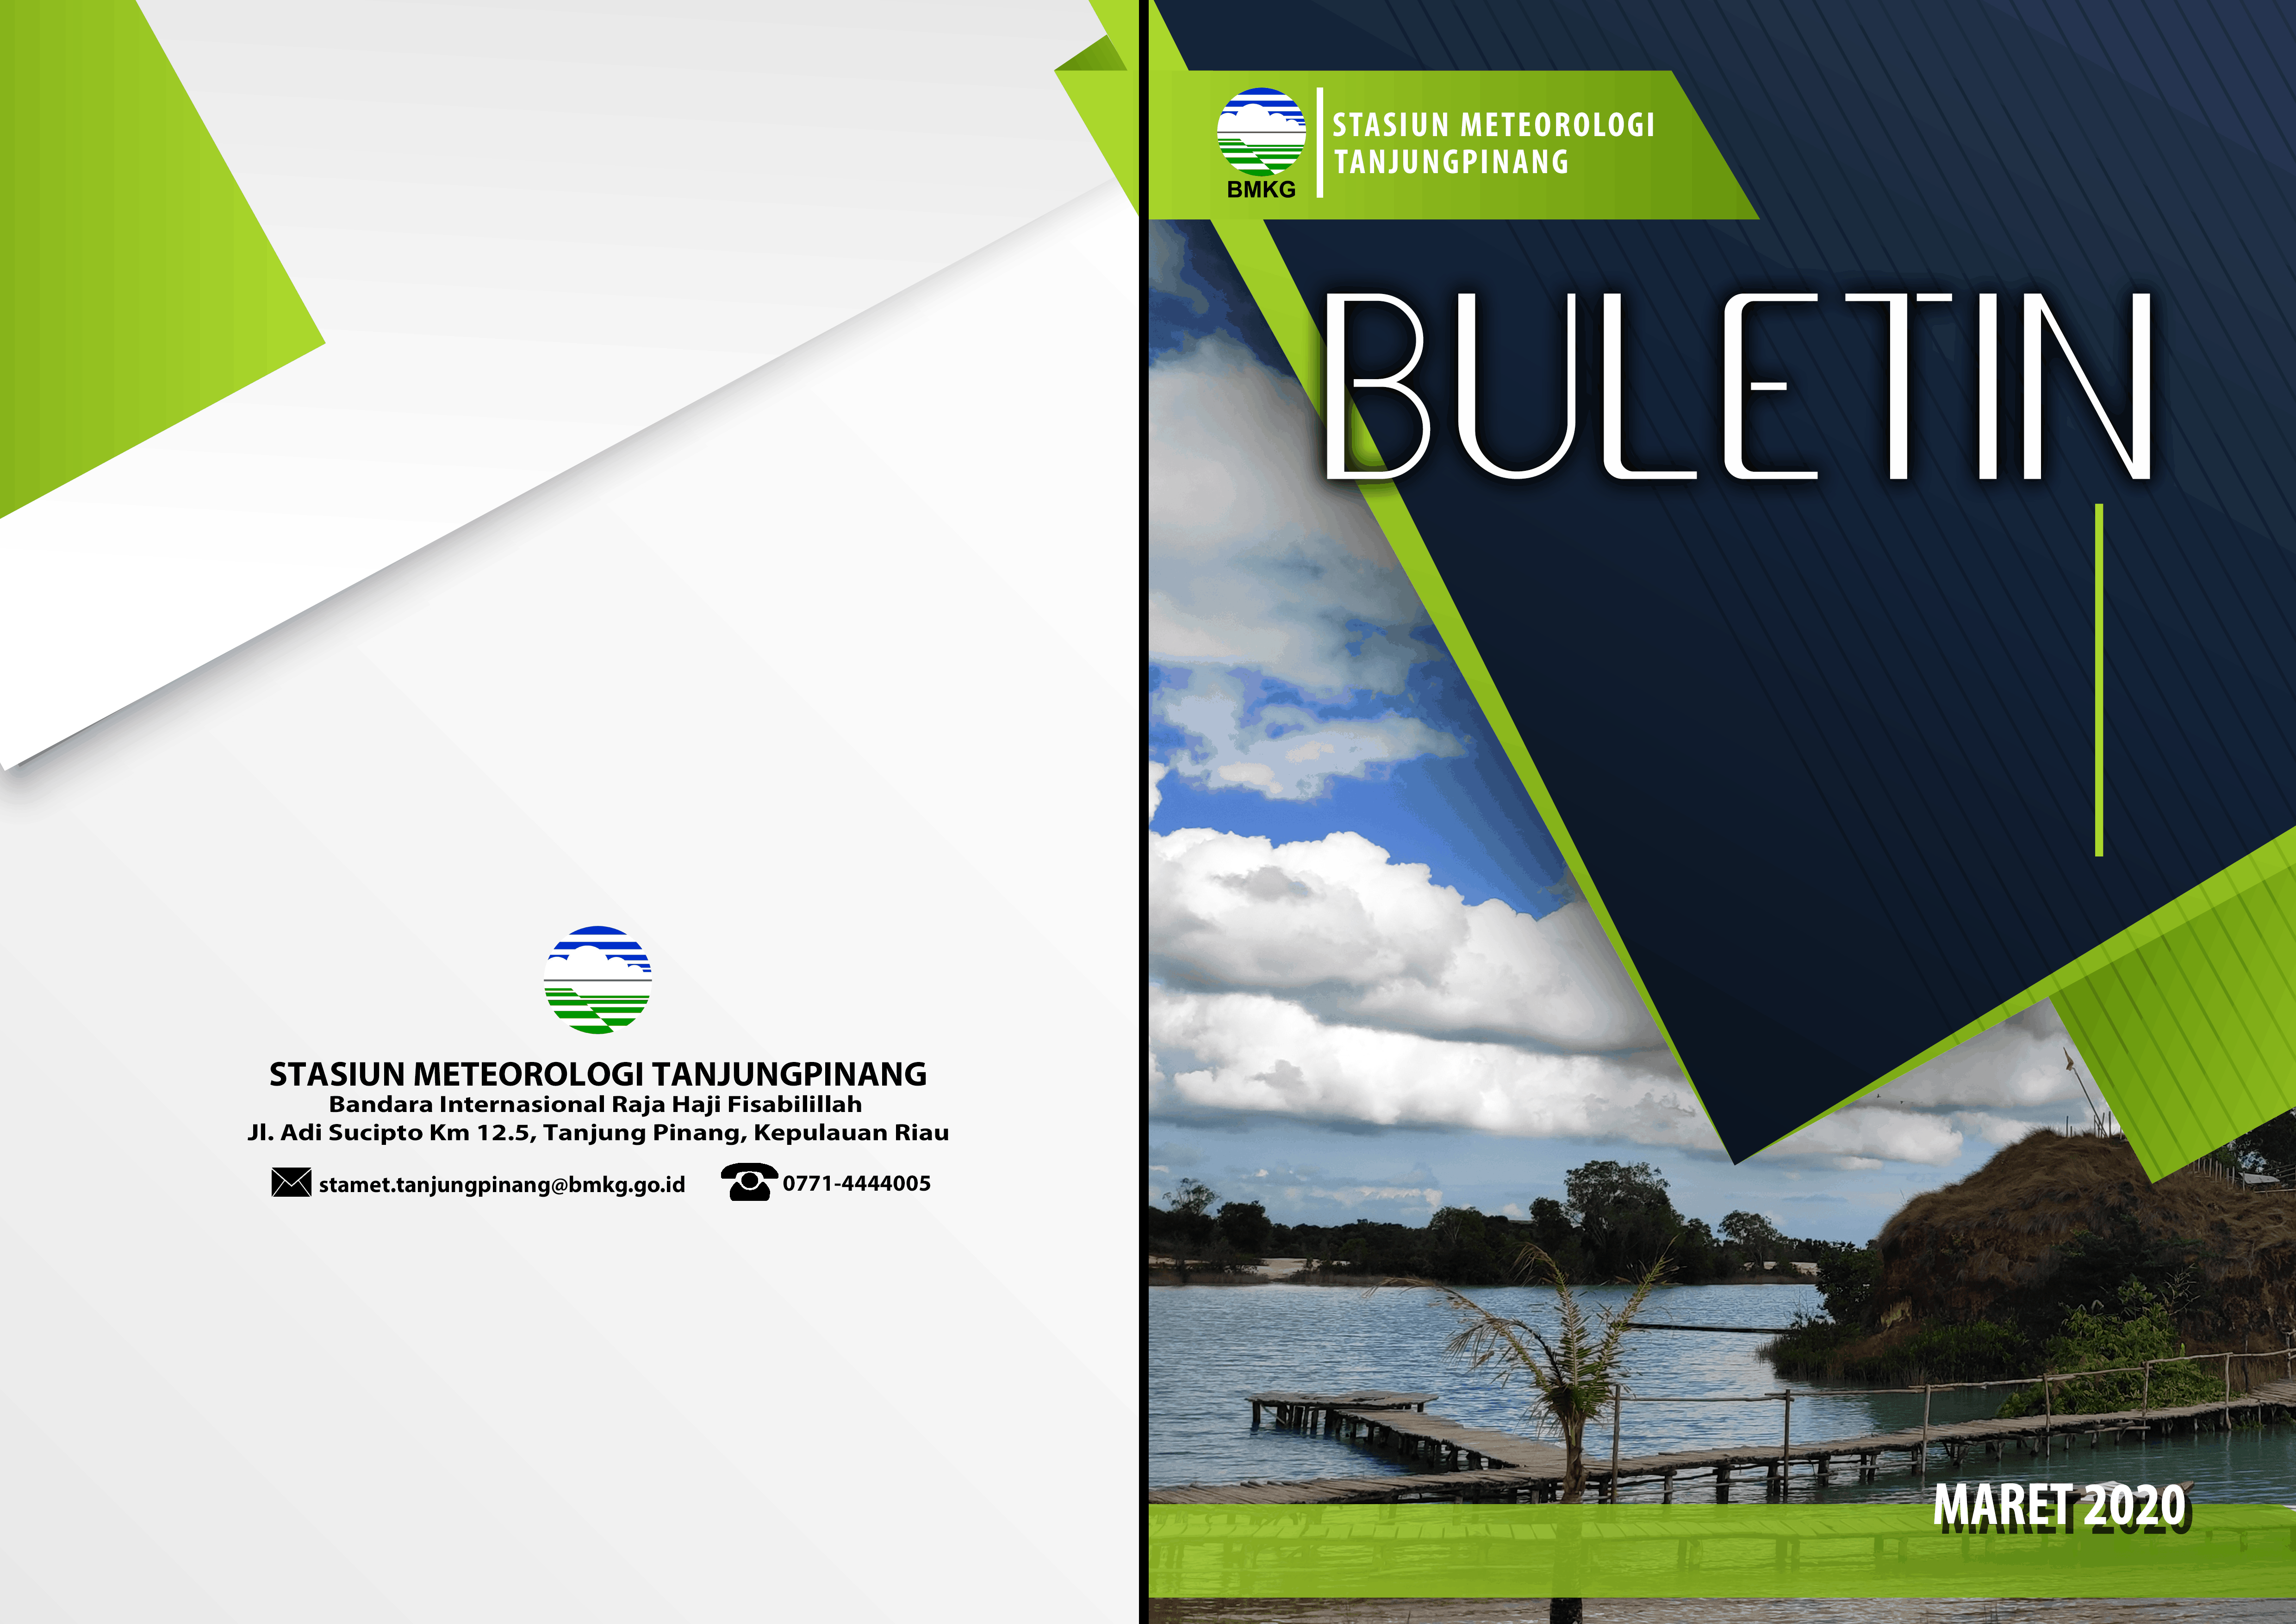 BMKG
STASIUN METEOROLOGI
TANJUNGPINANG
BULETIN
MARET 2020
STASIUN METEOROLOGI TANJUNGPINANG
Bandara Internasional Raja Haji Fisabilillah
Jl. Adi Sucipto Km 12.5, Tanjung Pinang, Kepulauan Riau
stamet.tanjungpinang@bmkg.go.id 0771-4444005